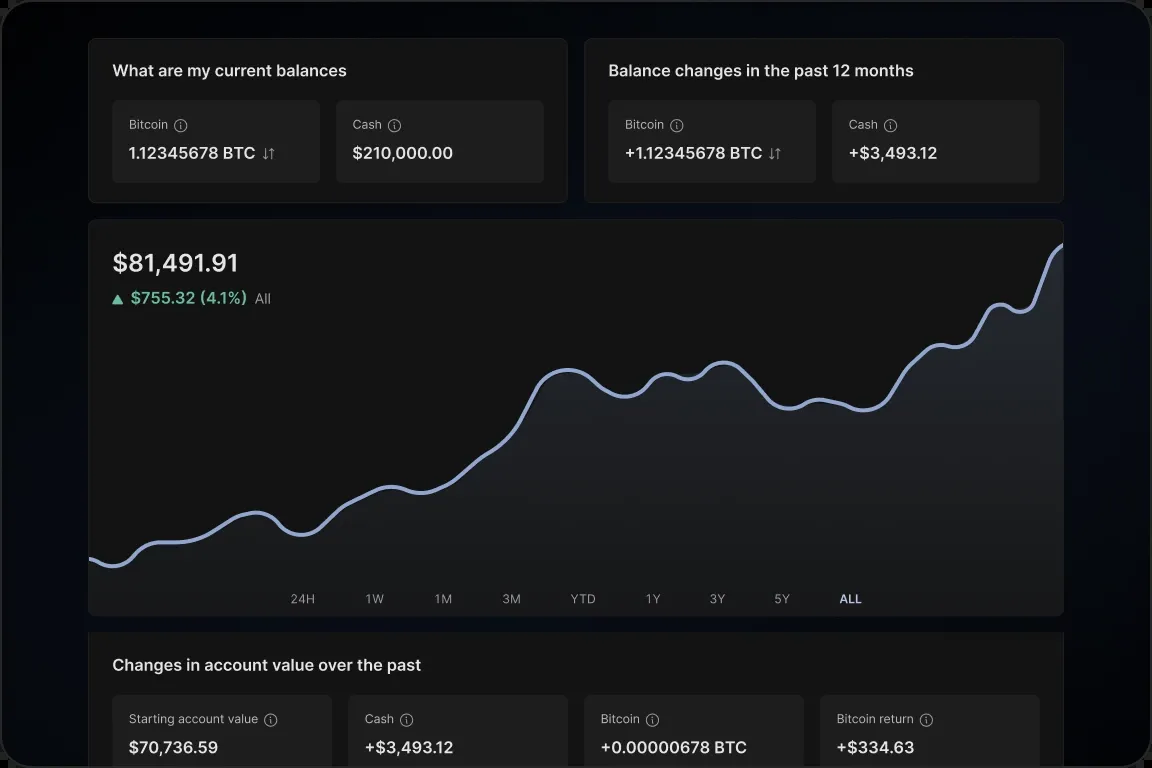 What are my current balances
Balance changes in the past 12 months
Bitcoin
Cash
Bitcoin
Cash
1.12345678 BTC
$210,000.00
+1.12345678 BTC
+$3,493.12
$81,491.91
$755.32 (4.1%) All
24H 1W 1M 3M YTD 1Y 3Y 5Y ALL
Changes in account value over the past
Starting account value
Cash
Bitcoin
Bitcoin return
$70,736.59
+$3,493.12
+0.00000678 BTC
+$334.63